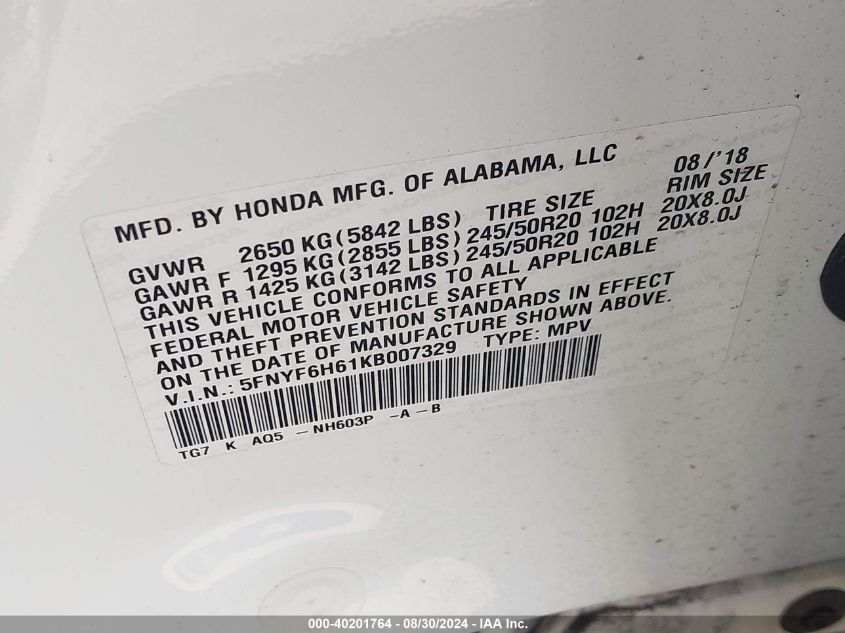 MFD. BY HONDA MFG. OF ALABAMA, LLC 08/'18
GVWR 2650 KG (5842 LBS) TIRE SIZE RIM SIZE
GAWR F 1295 KG (2855 LBS) 245/50R20 102H 20X8.0J
GAWR R 1425 KG (3142 LBS) 245/50R20 102H 20X8.0J
THIS VEHICLE CONFORMS TO ALL APPLICABLE
FEDERAL MOTOR VEHICLE SAFETY
AND THEFT PREVENTION STANDARDS IN EFFECT
ON THE DATE OF MANUFACTURE SHOWN ABOVE.
V.I.N.: 5FNYF6H61KB007329 TYPE: MPV
TG7 K AQ5 -NH603P -A-B
000-40201764 - 08/30/2024 - IAA Inc.